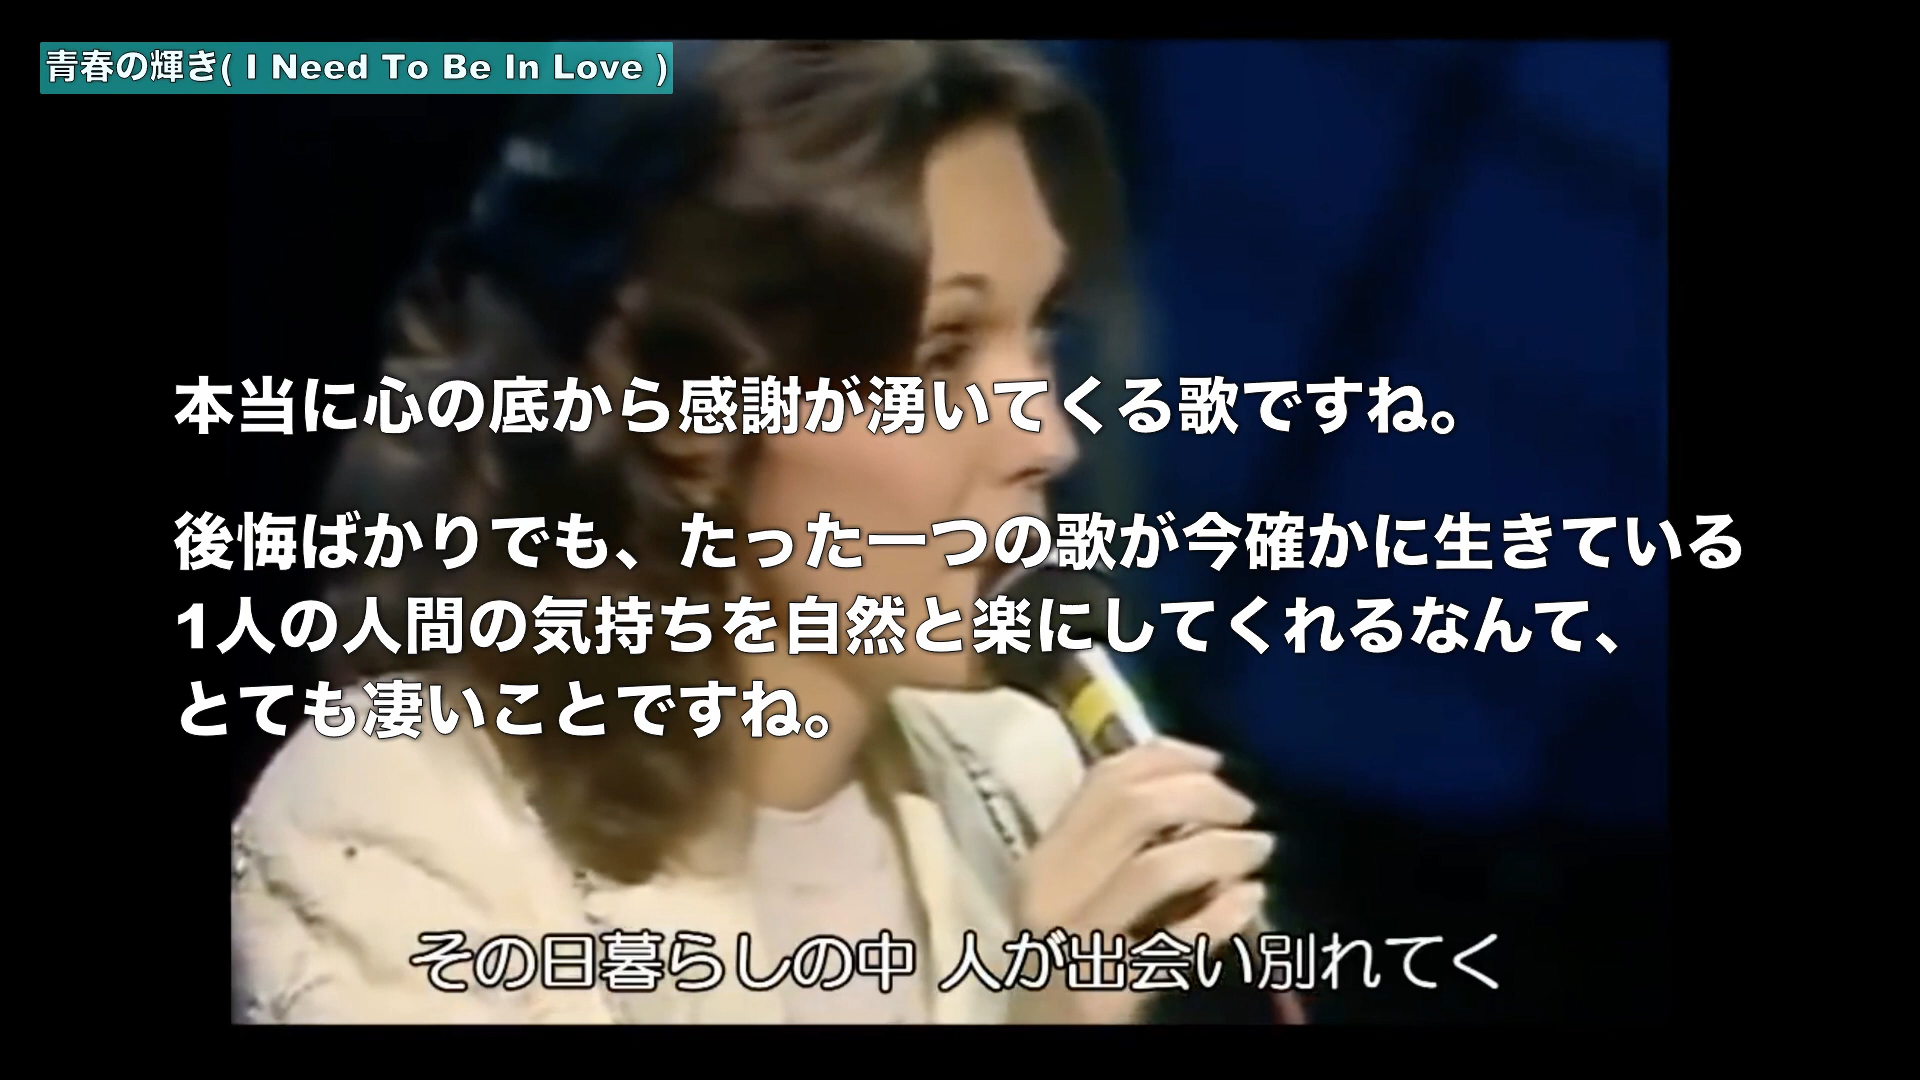 青春の輝き( I Need To Be In Love )
本当に心の底から感謝が湧いてくる歌ですね。
後悔ばかりでも、たった一つの歌が今確かに生きている
1人の人間の気持ちを自然と楽にしてくれるなんて、
とても凄いことですね。
その日暮らしの中 人が出会い別れてく